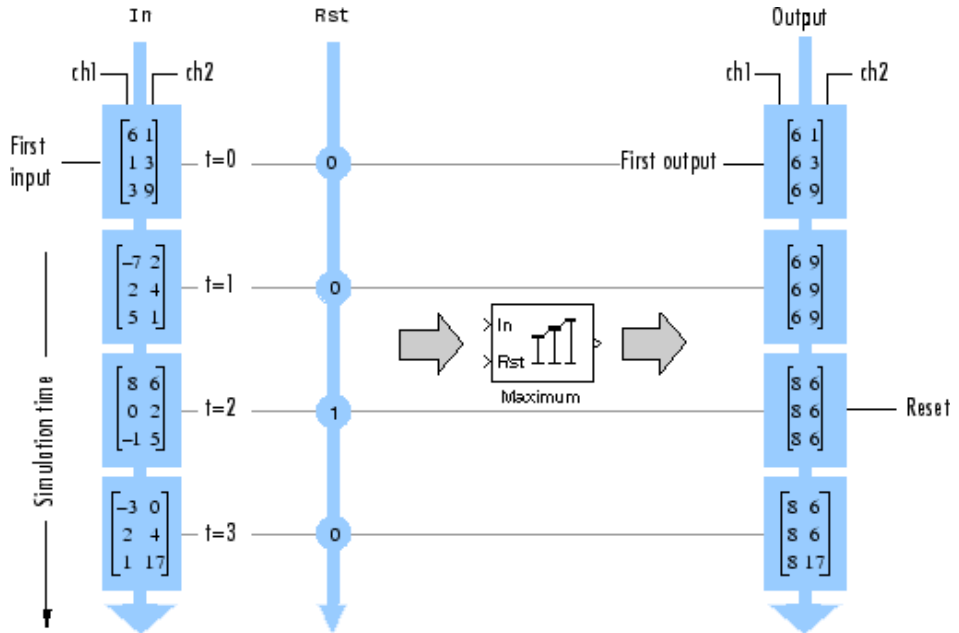 In Rst Output
ch1 ch2 ch1 ch2
First input
6 1
1 3
3 9
t=0
0
First output
6 1
6 3
6 9
−7 2
2 4
5 1
t=1
0
6 9
6 9
6 9
In
Rst
Maximum
Simulation time
8 6
0 2
−1 5
t=2
1
8 6
8 6
8 6
Reset
−3 0
2 4
1 17
t=3
0
8 6
8 6
8 17